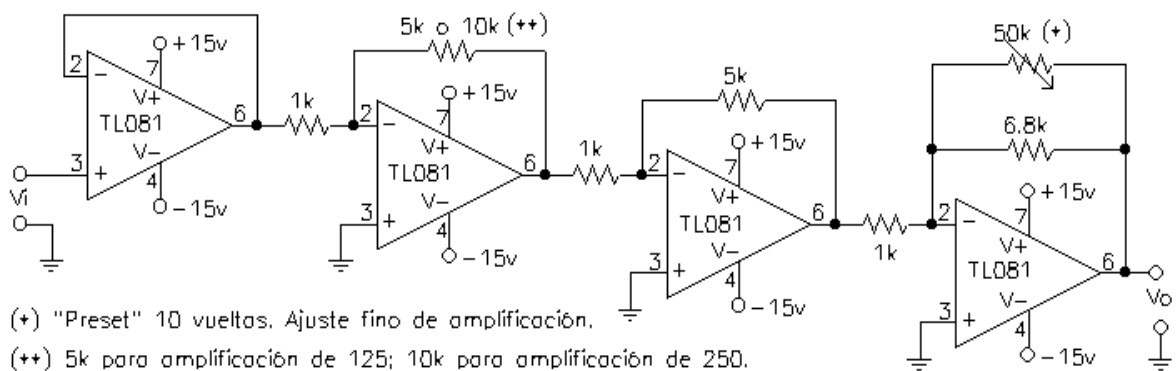 5k o 10k (++)
50k (+)
+15v
2
7
-
V+
6
1k
TL081
V-
3
+
4
-15v
Vi
+15v
2
7
-
V+
6
1k
TL081
V-
3
+
4
-15v
5k
+15v
2
7
-
V+
6
1k
TL081
V-
3
+
4
-15v
6.8k
+15v
2
7
-
V+
6
TL081
V-
3
+
4
-15v
Vo
(+) "Preset" 10 vueltas. Ajuste fino de amplificación.
(++) 5k para amplificación de 125; 10k para amplificación de 250.